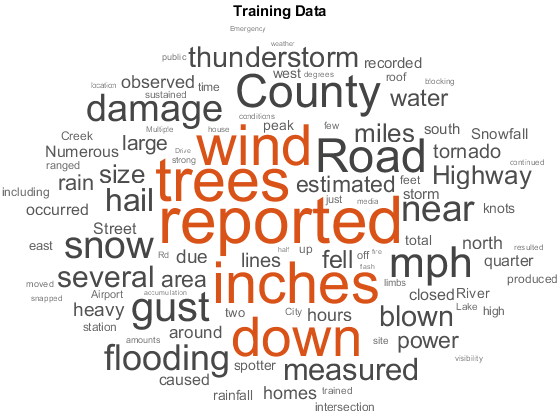 Training Data
Emergency
weather
public thunderstorm recorded
location observed time west degrees roof blocking
sustained County water
damage conditions
Multiple house peak few miles south Snowfall
Creek large wind
Numerous Drive Road tornado continued
ranged strong
rain size trees estimated feet Highway
including hail just media storm
occurred reported near knots
Street total
east snow Rd due lines half up fell off fire north resulted
flash mph quarter
moved several area inches limbs produced
snapped Airport accumulation closed River
heavy gust two City hours Lake high
station around down blown
amounts site power
flooding spotter measured visibility
caused
rainfall homes trained
intersection